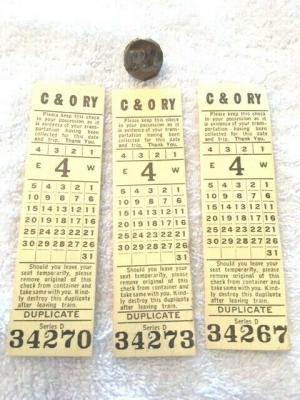 C & O RY
Please keep this check
in your possession as it
is evidence of your trans-
portation having been
collected for this date
and trip. Thank You.
4 3 2 1
E 4 W
5 4 3 2 1
10 9 8 7 6
15 14 13 12 11
20 19 18 17 16
25 24 23 22 21
30 29 28 27 26
31
Should you leave your
seat temporarily, please
remove original of this
check from container and
take same with you. Kind-
ly destroy this duplicate
after leaving train.
DUPLICATE
Series D
34270
C & O RY
Please keep this check
in your possession as it
is evidence of your trans-
portation having been
collected for this date
and trip. Thank You.
4 3 2 1
E 4 W
5 4 3 2 1
10 9 8 7 6
15 14 13 12 11
20 19 18 17 16
25 24 23 22 21
30 29 28 27 26
31
Should you leave your
seat temporarily, please
remove original of this
check from container and
take same with you. Kind-
ly destroy this duplicate
after leaving train.
DUPLICATE
Series D
34273
C & O RY
Please keep this check
in your possession as it
is evidence of your trans-
portation having been
collected for this date
and trip. Thank You.
4 3 2 1
E 4 W
5 4 3 2 1
10 9 8 7 6
15 14 13 12 11
20 19 18 17 16
25 24 23 22 21
30 29 28 27 26
31
Should you leave your
seat temporarily, please
remove original of this
check from container and
take same with you. Kind-
ly destroy this duplicate
after leaving train.
DUPLICATE
Series D
34267